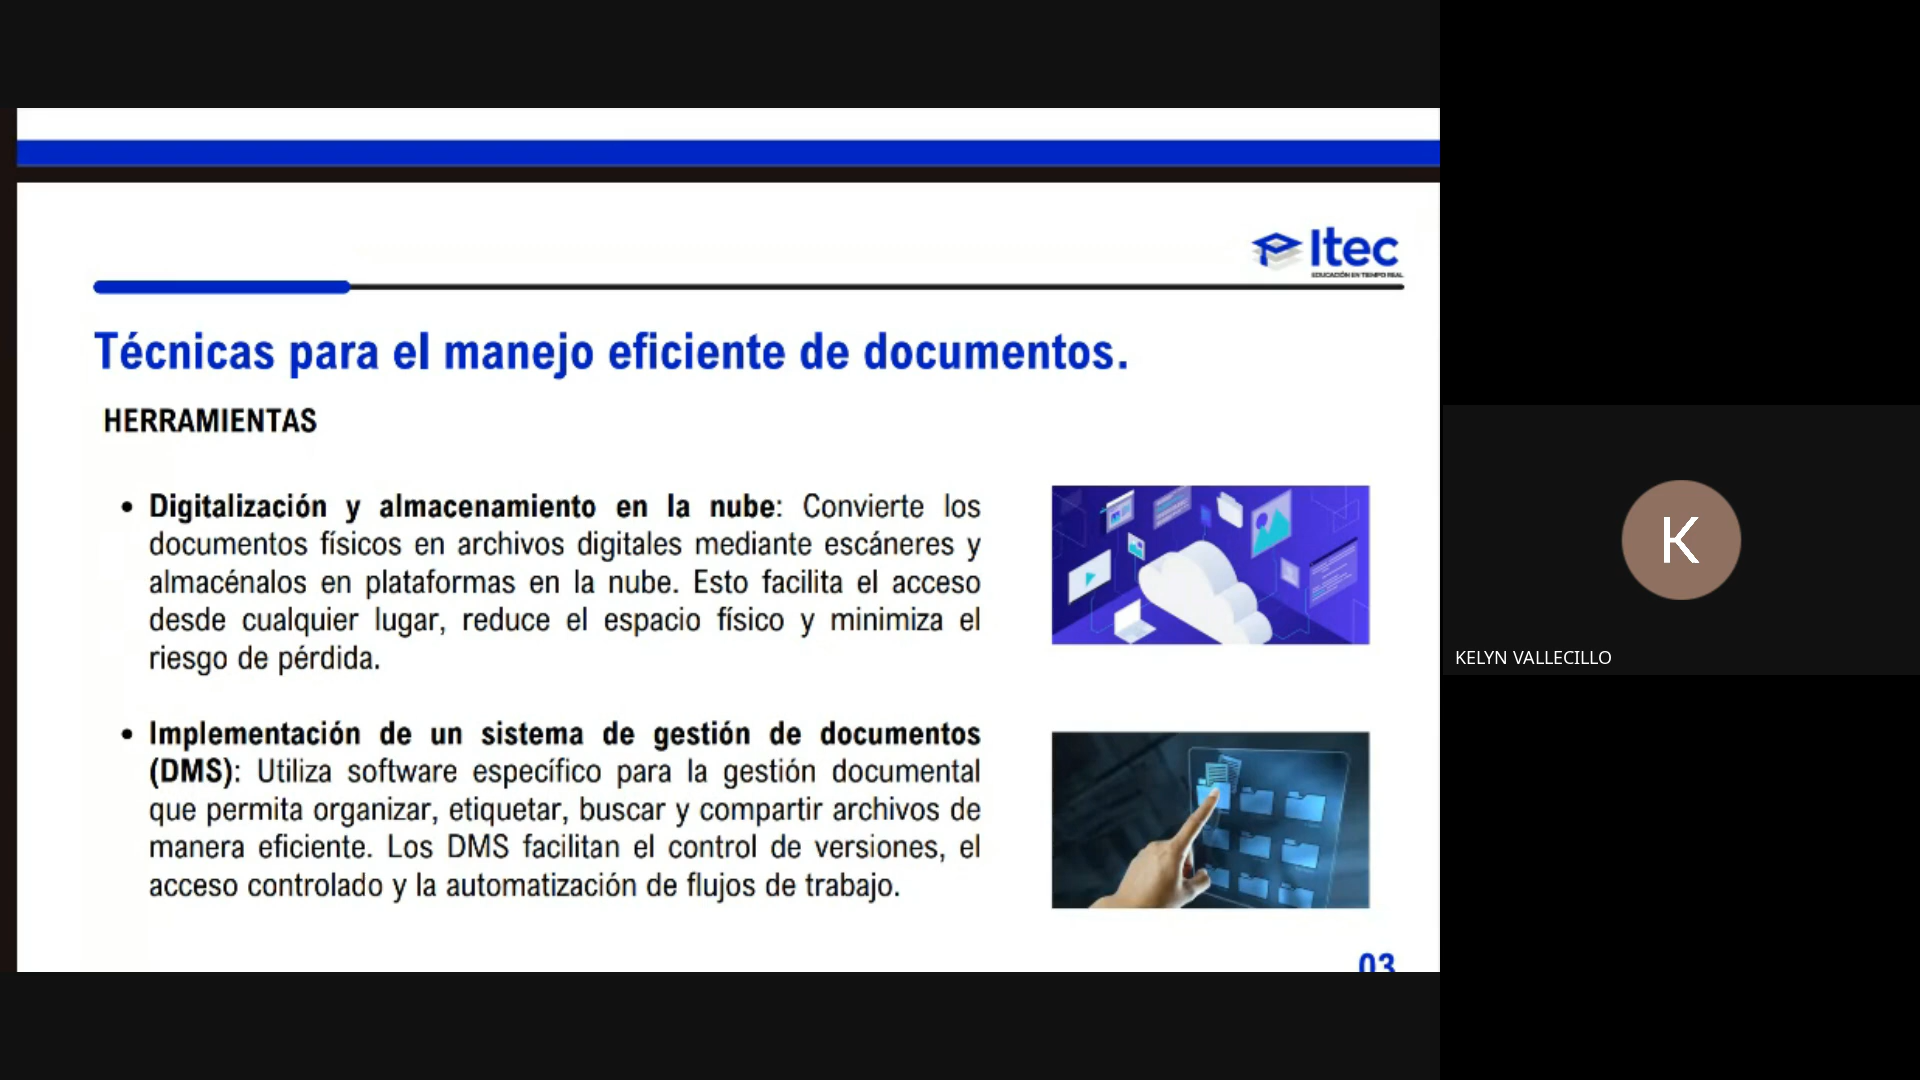 Itec
EDUCACIÓN EN TIEMPO REAL
Técnicas para el manejo eficiente de documentos.
HERRAMIENTAS
• Digitalización y almacenamiento en la nube: Convierte los
documentos físicos en archivos digitales mediante escáneres y
almacénalos en plataformas en la nube. Esto facilita el acceso
desde cualquier lugar, reduce el espacio físico y minimiza el
riesgo de pérdida.
• Implementación de un sistema de gestión de documentos
(DMS): Utiliza software específico para la gestión documental
que permita organizar, etiquetar, buscar y compartir archivos de
manera eficiente. Los DMS facilitan el control de versiones, el
acceso controlado y la automatización de flujos de trabajo.
03
K
KELYN VALLECILLO